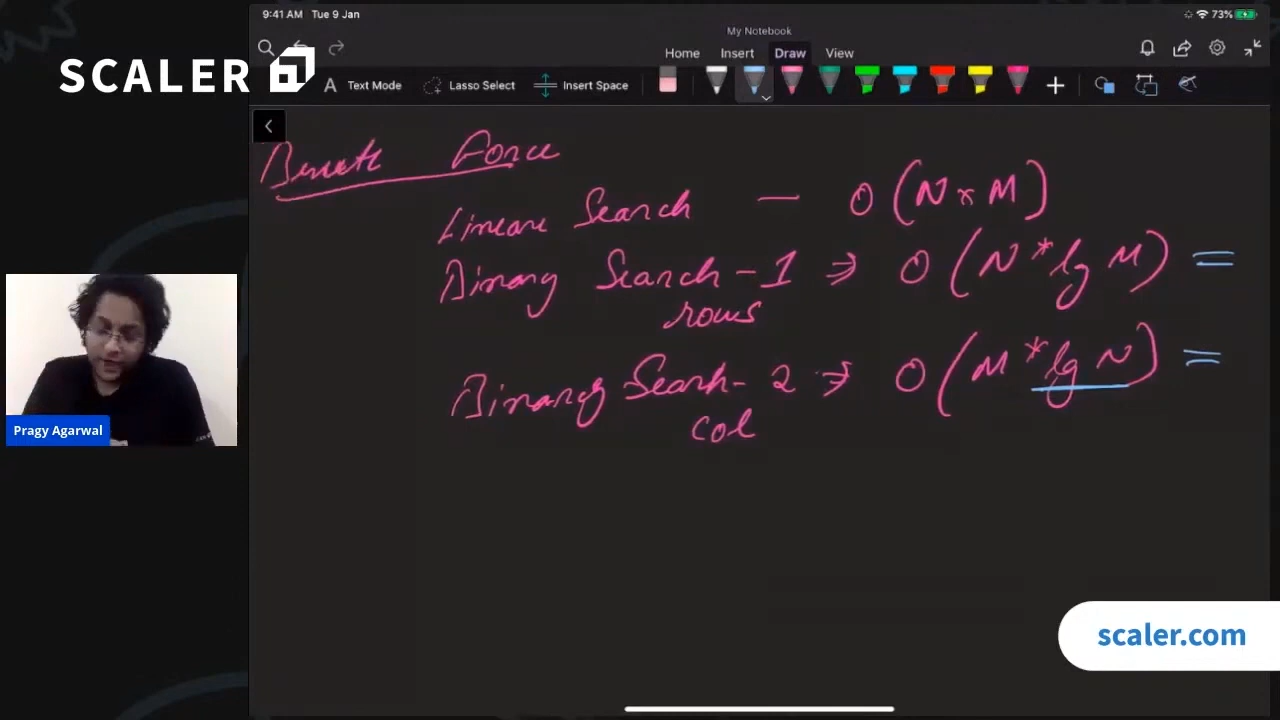 9:41 AM Tue 9 Jan
73%
My Notebook
Home Insert Draw View
SCALER
Text Mode Lasso Select Insert Space
Brute Force
Linear Search — O(N x M)
Binary Search-1 ⇒ O(N * lg M) =
rows
Binary Search-2 ⇒ O(M * lg N) =
col
Pragy Agarwal
scaler.com